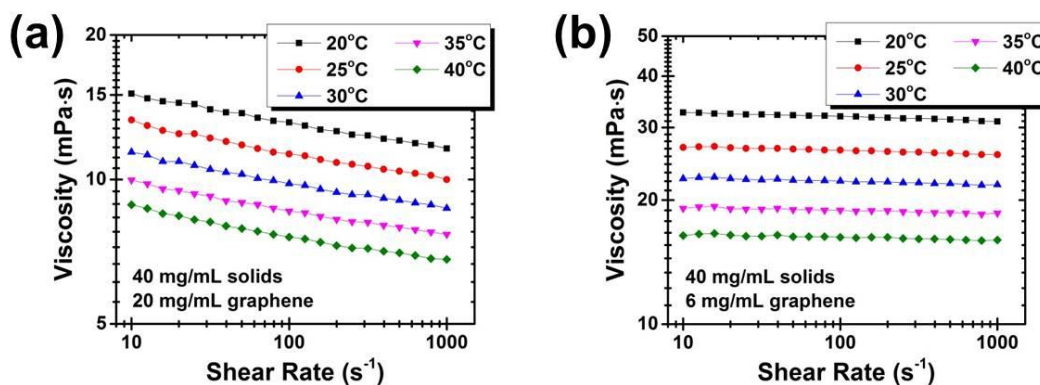 (a)
20°C
25°C
30°C
35°C
40°C
20
15
10
5
Viscosity (mPa·s)
40 mg/mL solids
20 mg/mL graphene
10
100
1000
Shear Rate (s⁻¹)
(b)
20°C
25°C
30°C
35°C
40°C
50
40
30
20
10
Viscosity (mPa·s)
40 mg/mL solids
6 mg/mL graphene
10
100
1000
Shear Rate (s⁻¹)